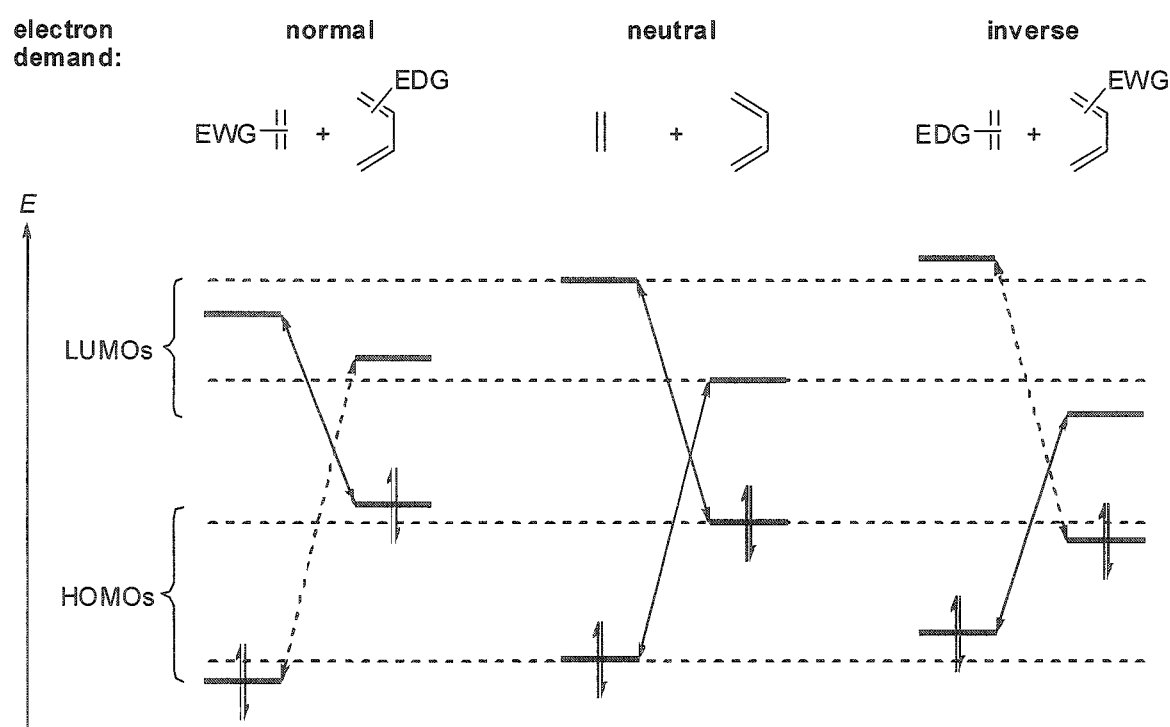 electron
demand:
normal
neutral
inverse
EDG
EWG
+
+
EWG
EDG
+
E
LUMOs
HOMOs